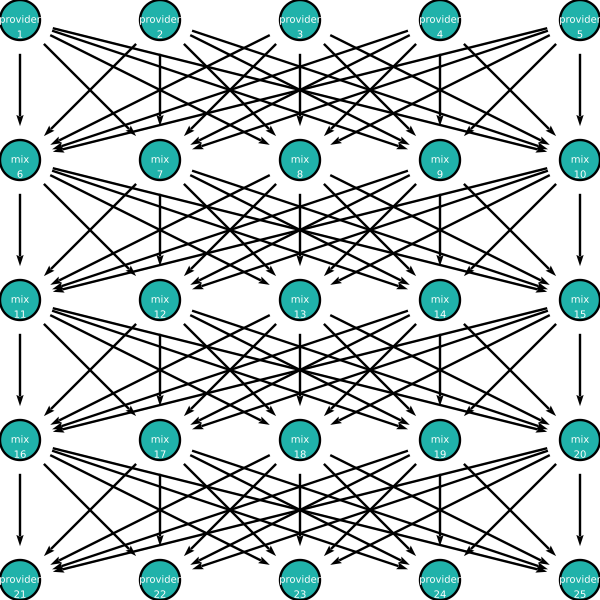 provider
1
provider
2
provider
3
provider
4
provider
5
mix
6
mix
7
mix
8
mix
9
mix
10
mix
11
mix
12
mix
13
mix
14
mix
15
mix
16
mix
17
mix
18
mix
19
mix
20
provider
21
provider
22
provider
23
provider
24
provider
25